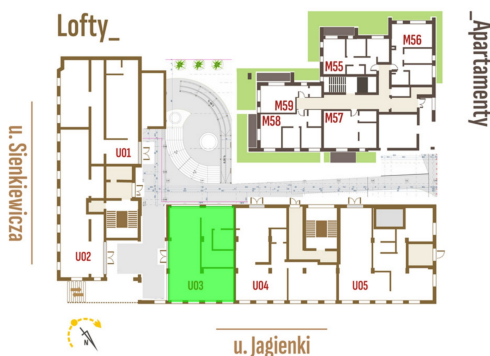 Lofty_
_Apartamenty
M56
M55
M59
M58
M57
U01
u. Sienkiewicza
U02
U03
U04
U05
N
u. Jagienki